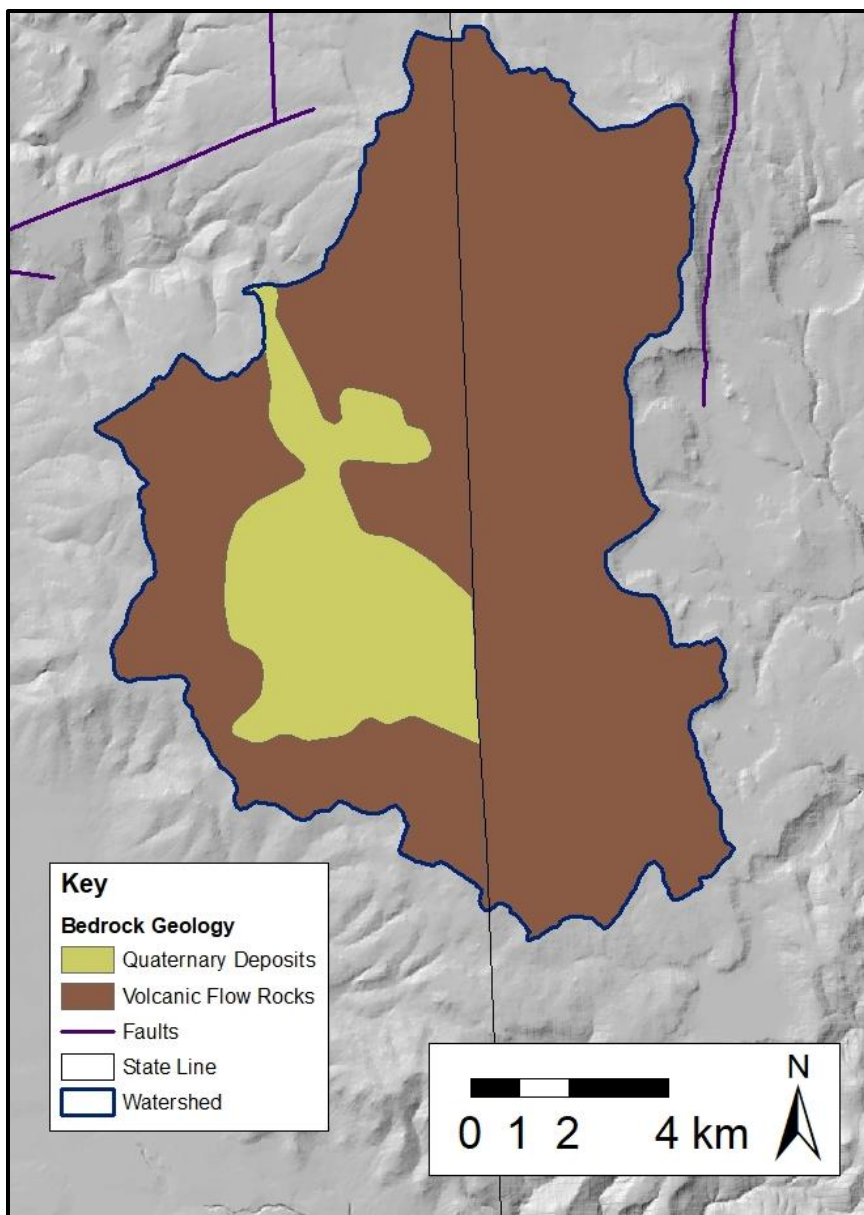 Key
Bedrock Geology
Quaternary Deposits
Volcanic Flow Rocks
Faults
State Line
Watershed
N
0 1 2 4 km